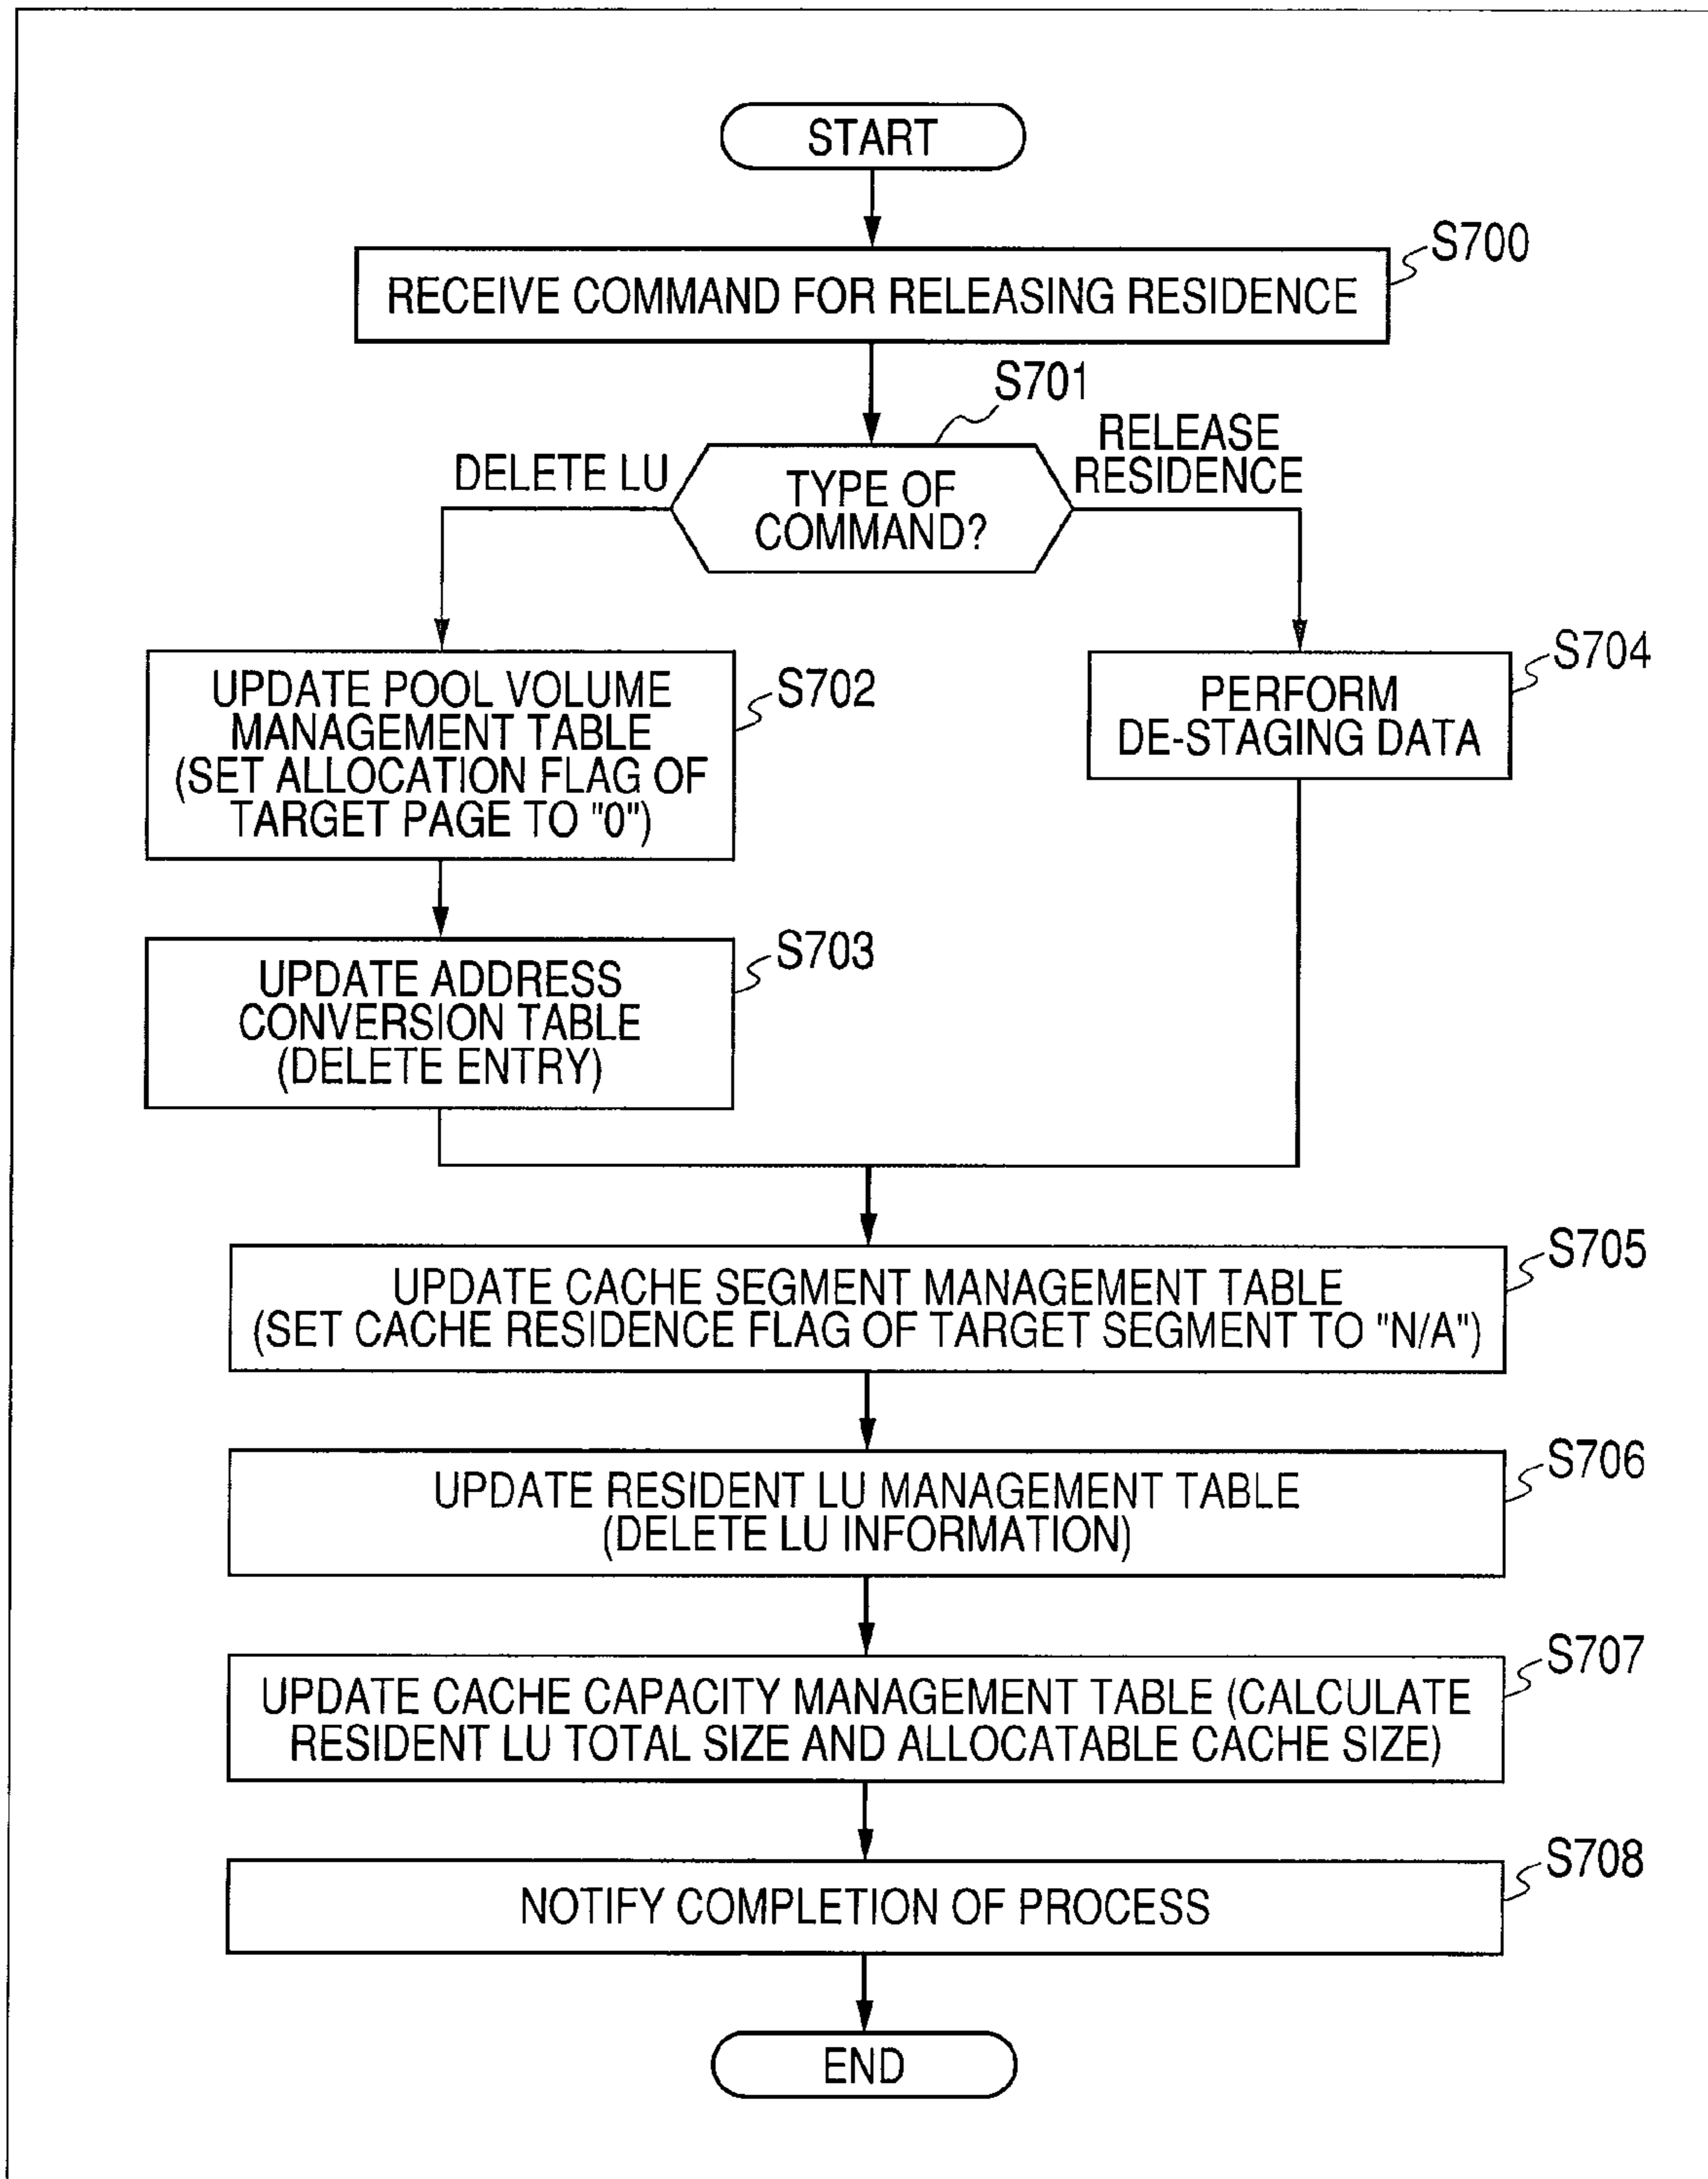 START
S700
RECEIVE COMMAND FOR RELEASING RESIDENCE
S701
DELETE LU
TYPE OF
COMMAND?
RELEASE
RESIDENCE
UPDATE POOL VOLUME
MANAGEMENT TABLE
(SET ALLOCATION FLAG OF
TARGET PAGE TO "0")
S702
PERFORM
DE-STAGING DATA
S704
UPDATE ADDRESS
CONVERSION TABLE
(DELETE ENTRY)
S703
UPDATE CACHE SEGMENT MANAGEMENT TABLE
(SET CACHE RESIDENCE FLAG OF TARGET SEGMENT TO "N/A")
S705
UPDATE RESIDENT LU MANAGEMENT TABLE
(DELETE LU INFORMATION)
S706
UPDATE CACHE CAPACITY MANAGEMENT TABLE (CALCULATE
RESIDENT LU TOTAL SIZE AND ALLOCATABLE CACHE SIZE)
S707
NOTIFY COMPLETION OF PROCESS
S708
END